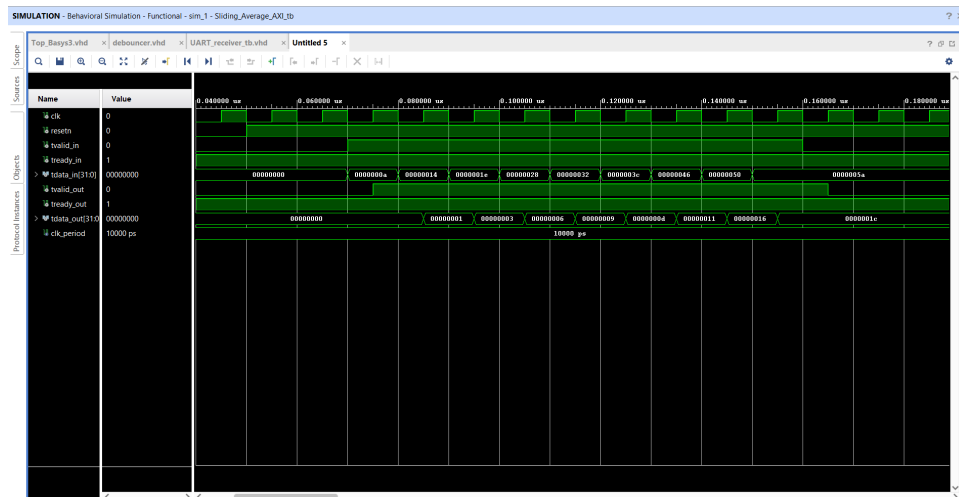 SIMULATION - Behavioral Simulation - Functional - sim_1 - Sliding_Average_AXI_tb ?
Top_Basys3.vhd × debouncer.vhd × UART_receiver_tb.vhd × Untitled 5 × ?
Scope
Sources
Objects
Protocol Instances
Name Value
0.040000 us 0.060000 us 0.080000 us 0.100000 us 0.120000 us 0.140000 us 0.160000 us 0.180000 us
clk 0
resetn 0
tvalid_in 0
tready_in 1
tdata_in[31:0] 00000000 00000000 0000000a 00000014 0000001e 00000028 00000032 0000003c 00000046 00000050 0000005a
tvalid_out 0
tready_out 1
tdata_out[31:0 00000000 00000000 00000001 00000003 00000006 00000009 0000000d 00000011 00000016 0000001c
clk_period 10000 ps 10000 ps